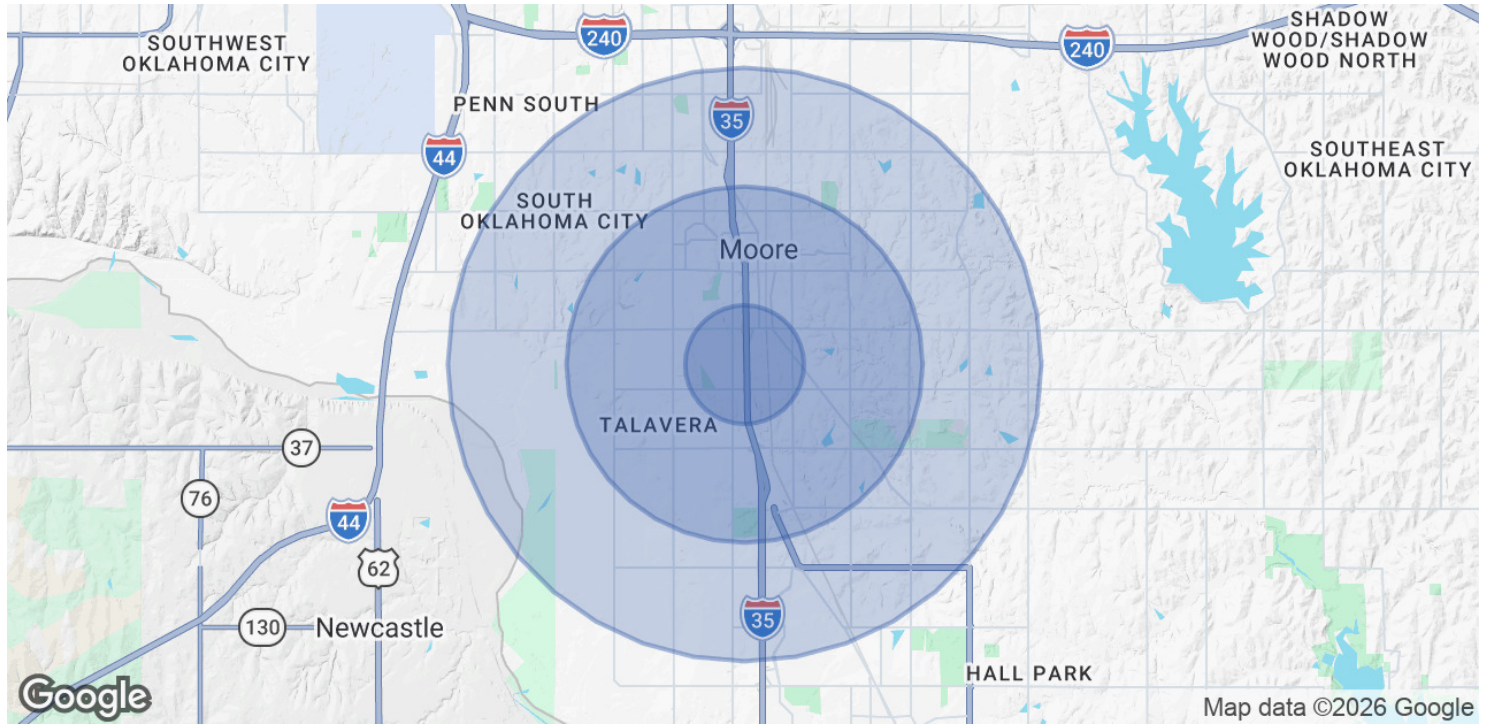 SHADOW
WOOD/SHADOW
WOOD NORTH
240
240
SOUTHWEST
OKLAHOMA CITY
PENN SOUTH
35
44
SOUTHEAST
OKLAHOMA CITY
SOUTH
OKLAHOMA CITY
Moore
TALAVERA
37
76
44
62
130
Newcastle
35
HALL PARK
Google
Map data ©2026 Google